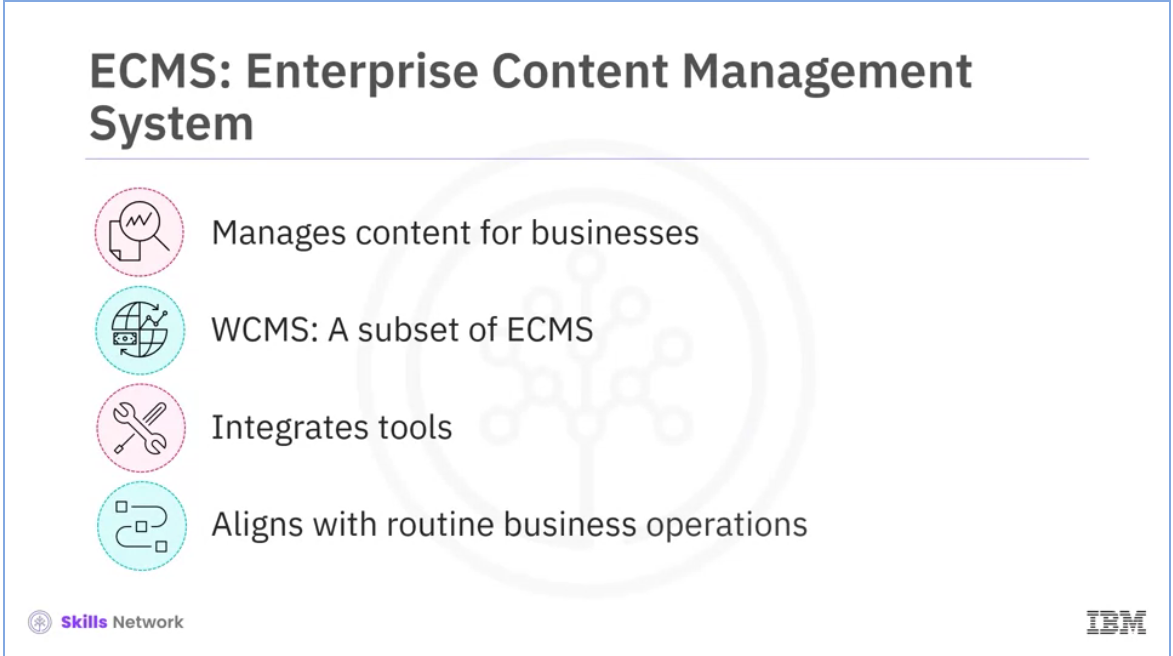 ECMS: Enterprise Content Management
System
Manages content for businesses
WCMS: A subset of ECMS
Integrates tools
Aligns with routine business operations
Skills Network
IBM